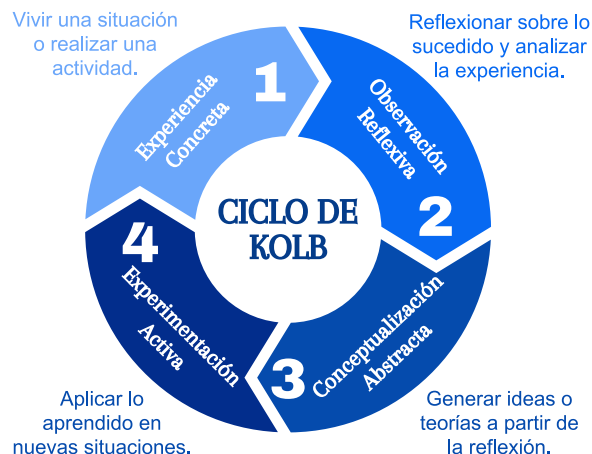 Vivir una situación
o realizar una
actividad.
Reflexionar sobre lo
sucedido y analizar
la experiencia.
1
Experiencia
Concreta
Observación
Reflexiva
2
CICLO DE
KOLB
4
Experimentación
Activa
3
Conceptualización
Abstracta
Aplicar lo
aprendido en
nuevas situaciones.
Generar ideas o
teorías a partir de
la reflexión.